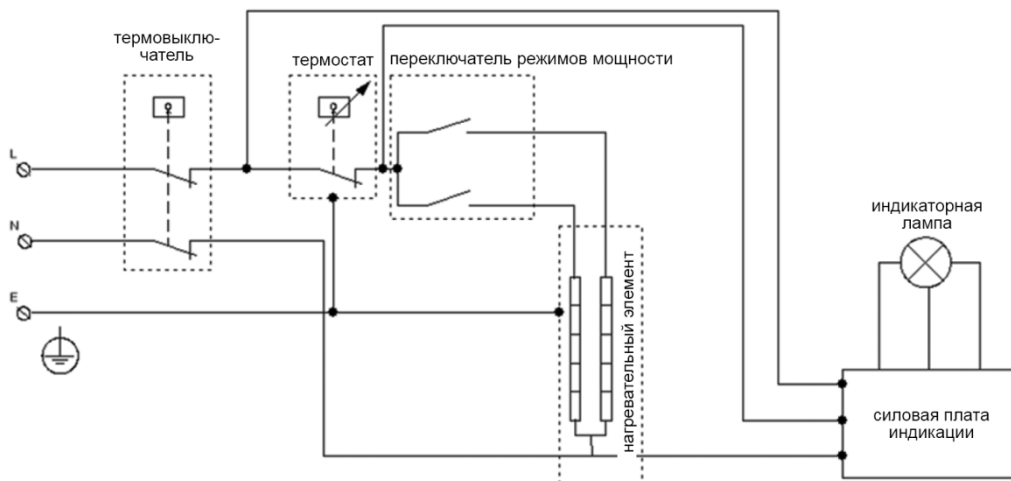 термовыклю-
чатель
термостат
переключатель режимов мощности
L
N
E
нагревательный элемент
индикаторная
лампа
силовая плата
индикации